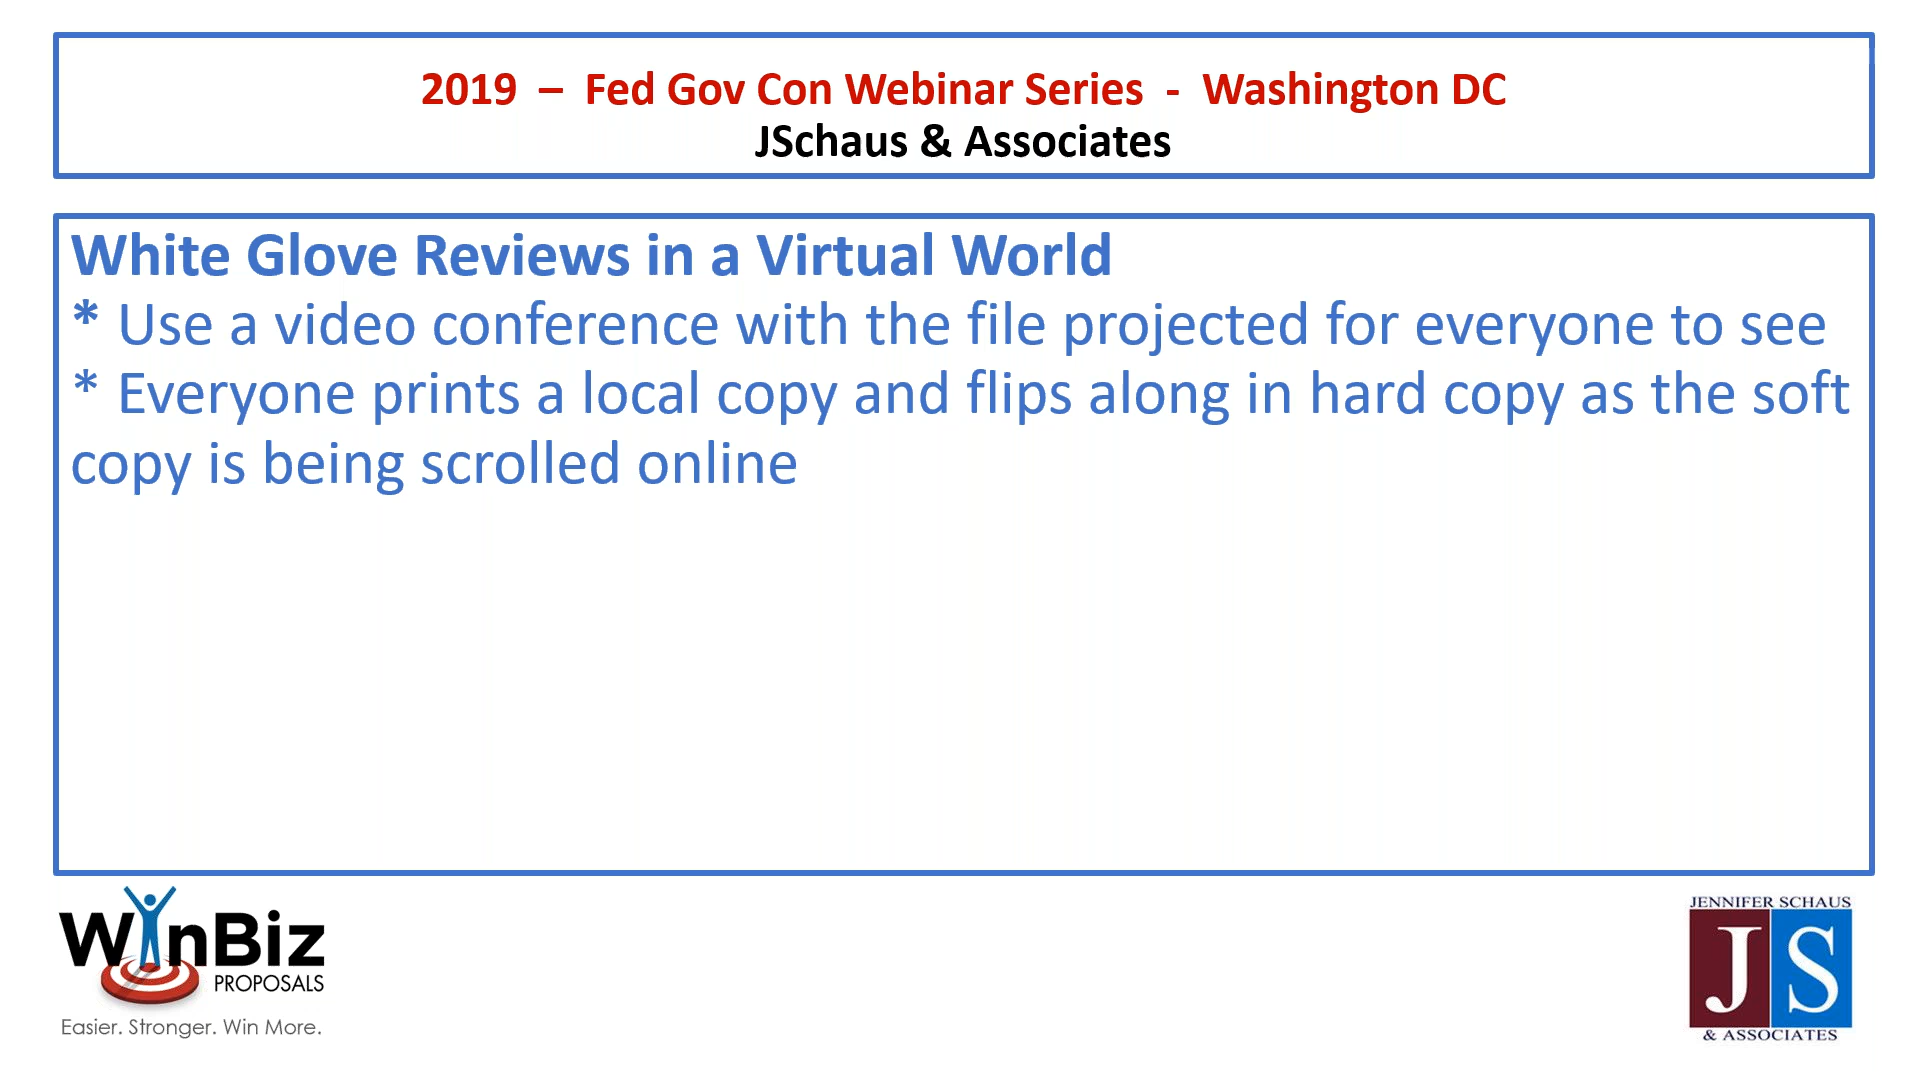 2019 – Fed Gov Con Webinar Series - Washington DC
JSchaus & Associates
White Glove Reviews in a Virtual World
* Use a video conference with the file projected for everyone to see
* Everyone prints a local copy and flips along in hard copy as the soft
copy is being scrolled online
WinBiz
PROPOSALS
Easier. Stronger. Win More.
JENNIFER SCHAUS
JS
& ASSOCIATES